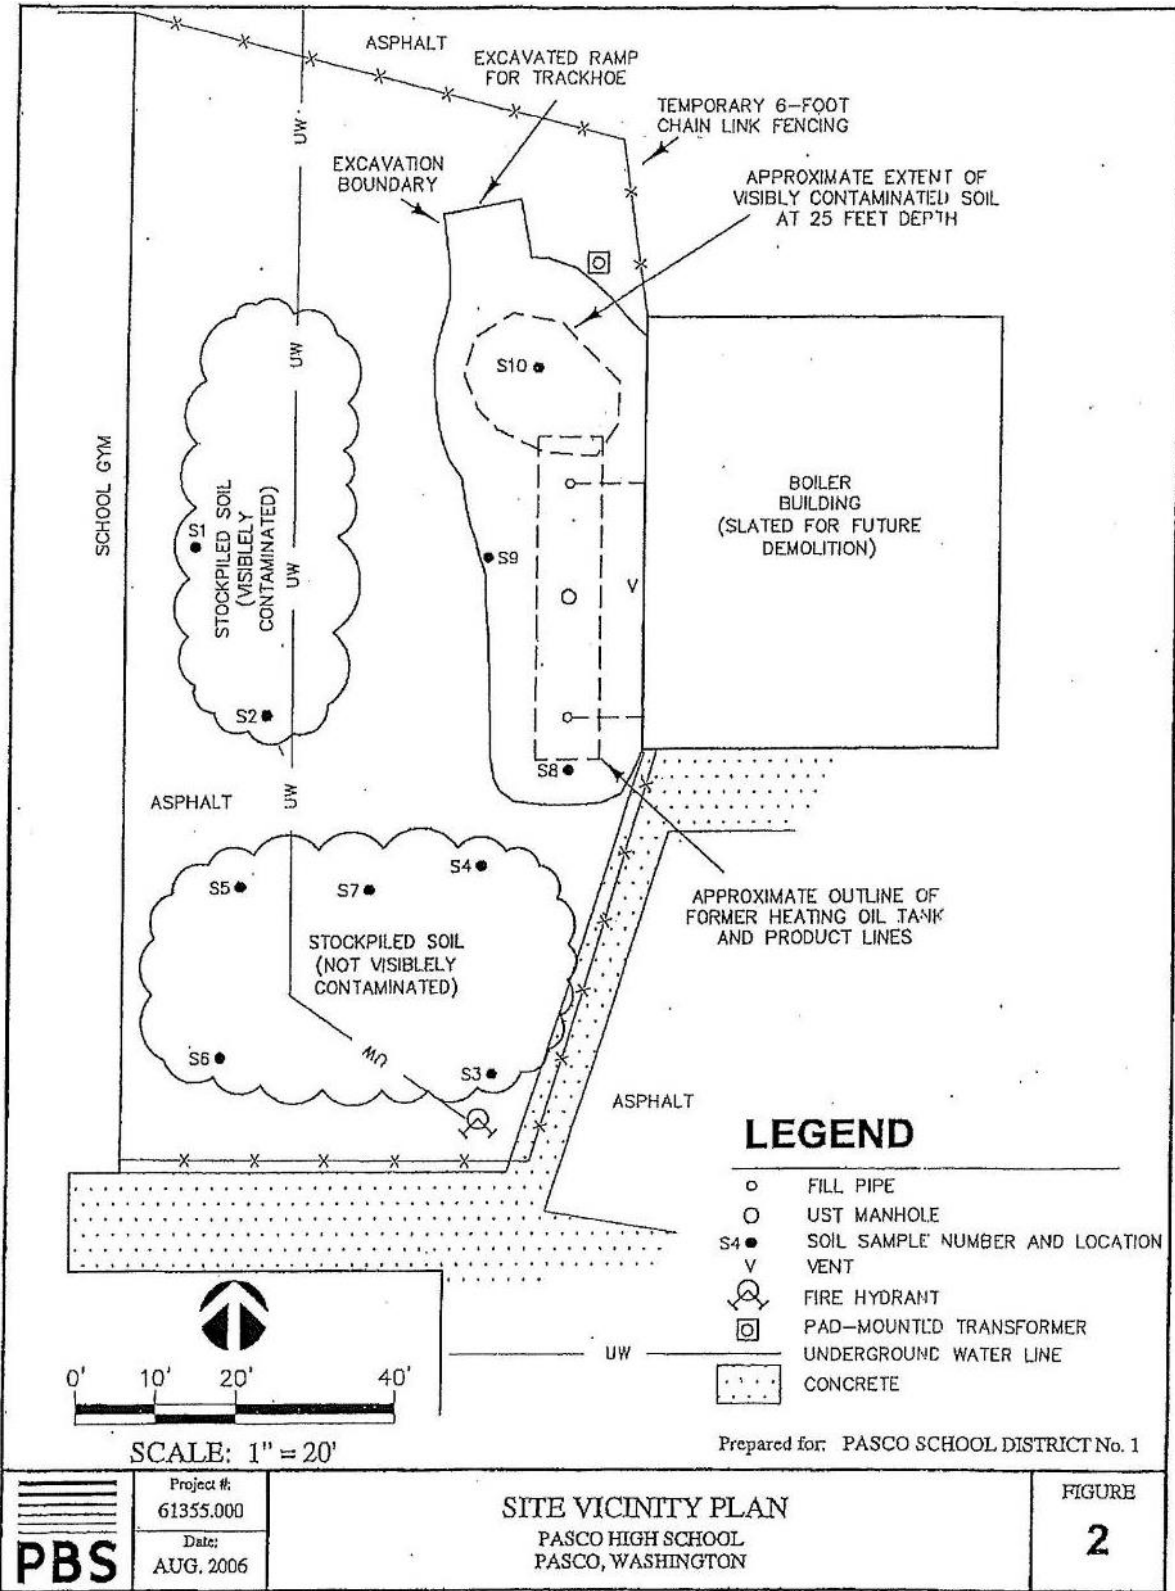 ASPHALT
EXCAVATED RAMP
FOR TRACKHOE
TEMPORARY 6-FOOT
CHAIN LINK FENCING
UW
EXCAVATION
BOUNDARY
APPROXIMATE EXTENT OF
VISIBLY CONTAMINATED SOIL
AT 25 FEET DEPTH
UW
S10
SCHOOL GYM
BOILER
BUILDING
(SLATED FOR FUTURE
DEMOLITION)
S1
STOCKPILED SOIL
(VISIBLELY
CONTAMINATED)
UW
S9
V
S2
S8
ASPHALT
UW
S5
S7
S4
APPROXIMATE OUTLINE OF
FORMER HEATING OIL TANK
AND PRODUCT LINES
STOCKPILED SOIL
(NOT VISIBLELY
CONTAMINATED)
S6
UW
S3
ASPHALT
LEGEND
FILL PIPE
UST MANHOLE
S4 SOIL SAMPLE NUMBER AND LOCATION
V VENT
FIRE HYDRANT
PAD-MOUNTED TRANSFORMER
UW UNDERGROUND WATER LINE
CONCRETE
0' 10' 20' 40'
SCALE: 1" = 20'
Prepared for: PASCO SCHOOL DISTRICT No. 1
PBS
Project #:
61355.000
Date:
AUG. 2006
SITE VICINITY PLAN
PASCO HIGH SCHOOL
PASCO, WASHINGTON
FIGURE
2